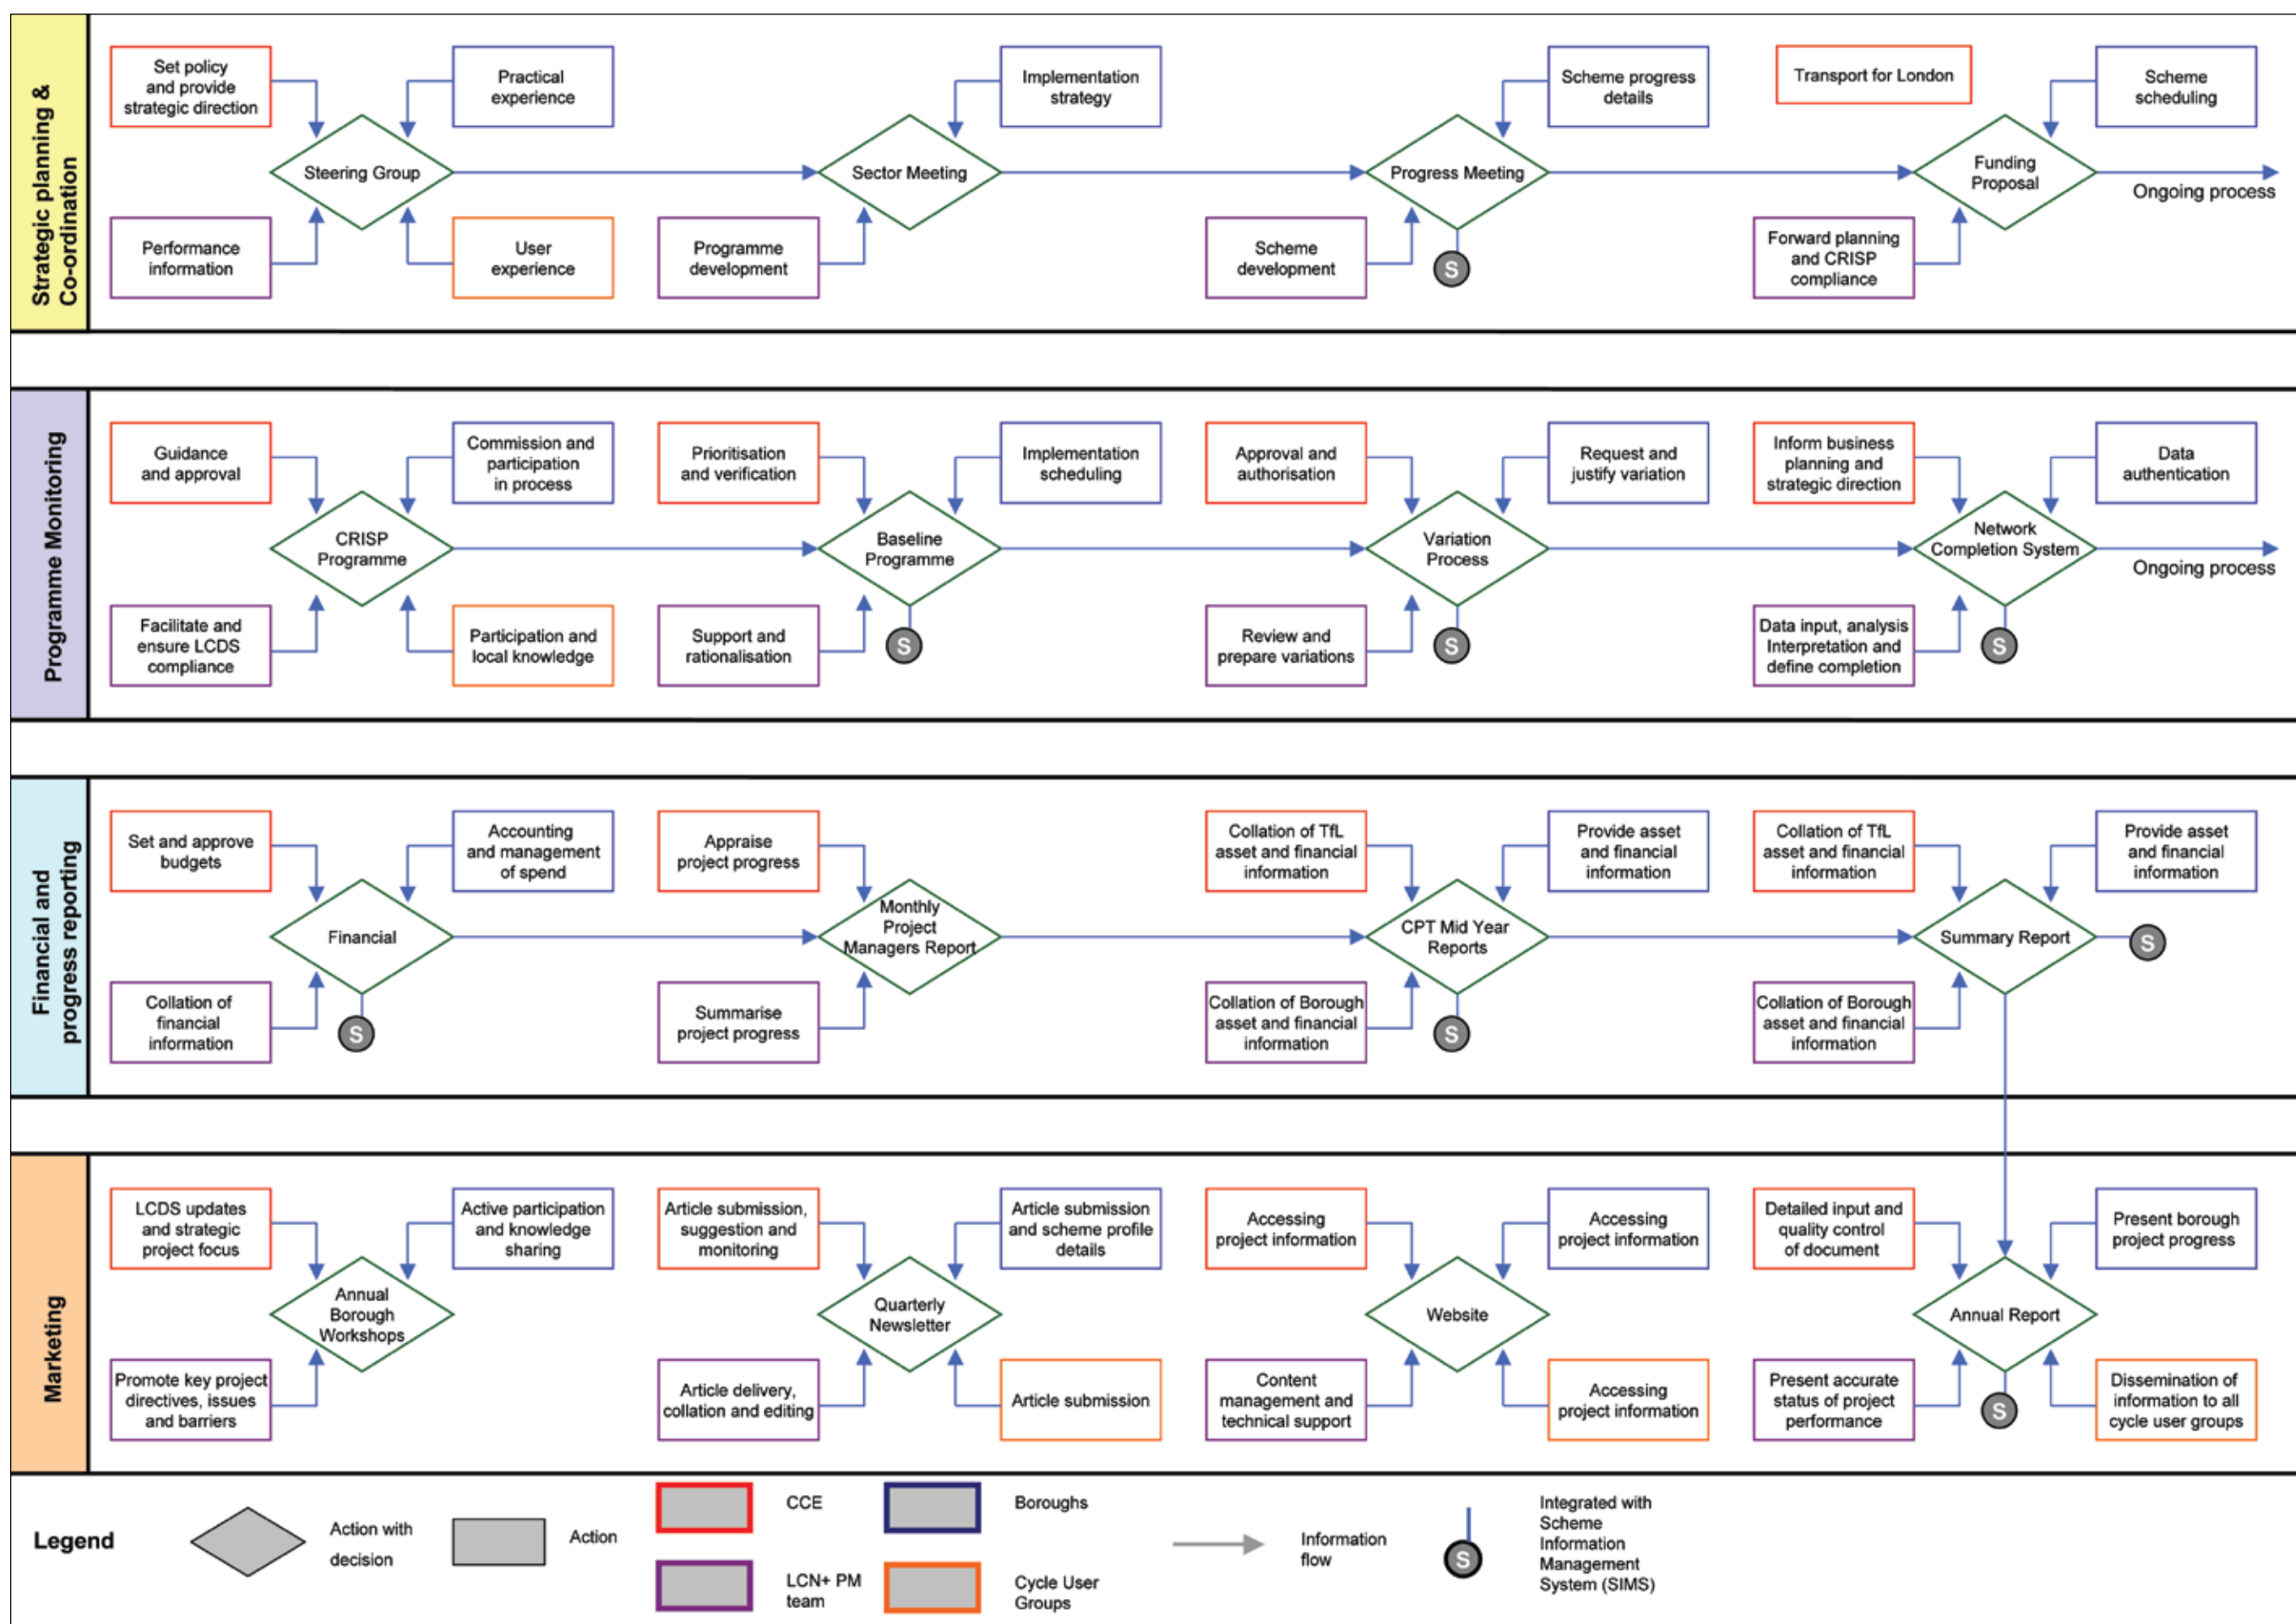 Strategic planning &
Co-ordination
Set policy
and provide
strategic direction
Practical
experience
Steering Group
Performance
information
User
experience
Implementation
strategy
Sector Meeting
Programme
development
Scheme progress
details
Progress Meeting
Scheme
development
S
Transport for London
Scheme
scheduling
Funding
Proposal
Ongoing process
Forward planning
and CRISP
compliance
Programme Monitoring
Guidance
and approval
Commission and
participation
in process
CRISP
Programme
Facilitate and
ensure LCDS
compliance
Participation and
local knowledge
Prioritisation
and verification
Implementation
scheduling
Baseline
Programme
Support and
rationalisation
S
Approval and
authorisation
Request and
justify variation
Variation
Process
Review and
prepare variations
S
Inform business
planning and
strategic direction
Data
authentication
Network
Completion System
Ongoing process
Data input, analysis
Interpretation and
define completion
S
Financial and
progress reporting
Set and approve
budgets
Accounting
and management
of spend
Financial
Collation of
financial
information
S
Appraise
project progress
Monthly
Project
Managers Report
Summarise
project progress
Collation of TfL
asset and financial
information
Provide asset
and financial
information
CPT Mid Year
Reports
Collation of Borough
asset and financial
information
S
Collation of TfL
asset and financial
information
Provide asset
and financial
information
Summary Report
S
Collation of Borough
asset and financial
information
Marketing
LCDS updates
and strategic
project focus
Active participation
and knowledge
sharing
Annual
Borough
Workshops
Promote key project
directives, issues
and barriers
Article submission,
suggestion and
monitoring
Article submission
and scheme profile
details
Quarterly
Newsletter
Article delivery,
collation and editing
Article submission
Accessing
project information
Accessing
project information
Website
Content
management and
technical support
Accessing
project information
Detailed input and
quality control
of document
Present borough
project progress
Annual Report
Present accurate
status of project
performance
S
Dissemination of
information to all
cycle user groups
Legend
Action with
decision
Action
CCE
LCN+ PM
team
Boroughs
Cycle User
Groups
Information
flow
S
Integrated with
Scheme
Information
Management
System (SIMS)